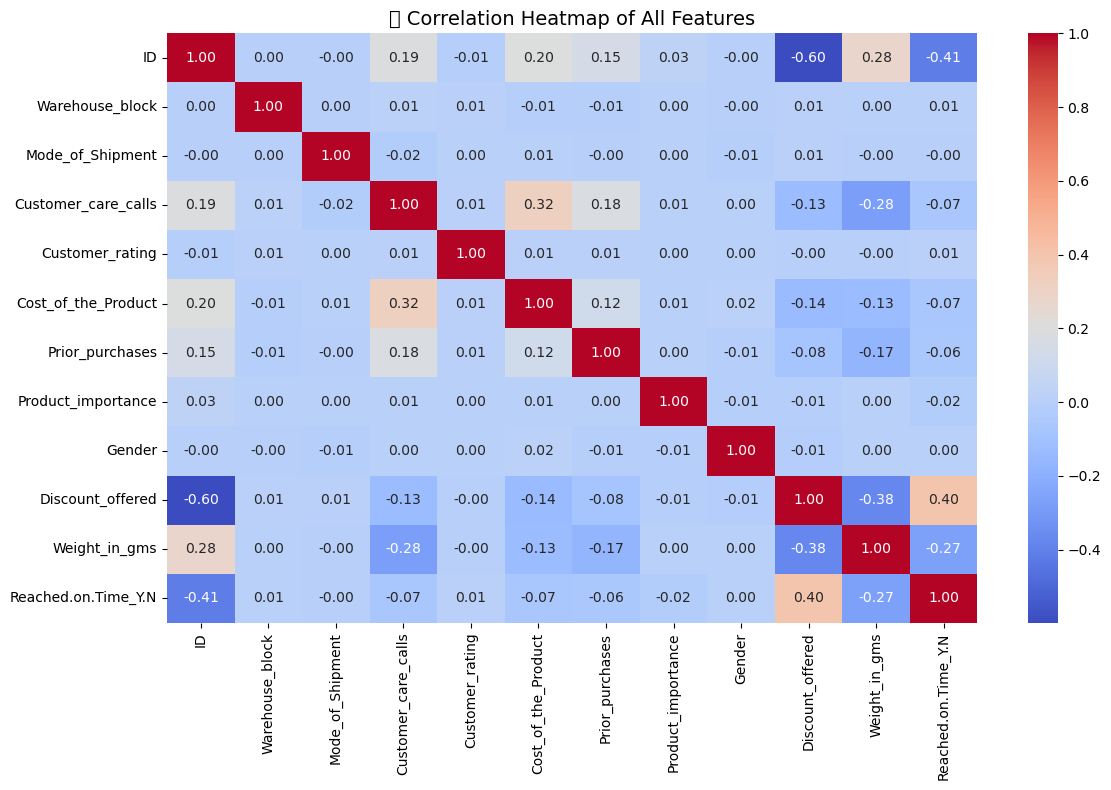 Correlation Heatmap of All Features
ID 1.00 0.00 -0.00 0.19 -0.01 0.20 0.15 0.03 -0.00 -0.60 0.28 -0.41
Warehouse_block 0.00 1.00 0.00 0.01 0.01 -0.01 -0.01 0.00 -0.00 0.01 0.00 0.01
Mode_of_Shipment -0.00 0.00 1.00 -0.02 0.00 0.01 -0.00 0.00 -0.01 0.01 -0.00 -0.00
Customer_care_calls 0.19 0.01 -0.02 1.00 0.01 0.32 0.18 0.01 0.00 -0.13 -0.28 -0.07
Customer_rating -0.01 0.01 0.00 0.01 1.00 0.01 0.01 0.00 0.00 -0.00 -0.00 0.01
Cost_of_the_Product 0.20 -0.01 0.01 0.32 0.01 1.00 0.12 0.01 0.02 -0.14 -0.13 -0.07
Prior_purchases 0.15 -0.01 -0.00 0.18 0.01 0.12 1.00 0.00 -0.01 -0.08 -0.17 -0.06
Product_importance 0.03 0.00 0.00 0.01 0.00 0.01 0.00 1.00 -0.01 -0.01 0.00 -0.02
Gender -0.00 -0.00 -0.01 0.00 0.00 0.02 -0.01 -0.01 1.00 -0.01 0.00 0.00
Discount_offered -0.60 0.01 0.01 -0.13 -0.00 -0.14 -0.08 -0.01 -0.01 1.00 -0.38 0.40
Weight_in_gms 0.28 0.00 -0.00 -0.28 -0.00 -0.13 -0.17 0.00 0.00 -0.38 1.00 -0.27
Reached.on.Time_Y.N -0.41 0.01 -0.00 -0.07 0.01 -0.07 -0.06 -0.02 0.00 0.40 -0.27 1.00
ID
Warehouse_block
Mode_of_Shipment
Customer_care_calls
Customer_rating
Cost_of_the_Product
Prior_purchases
Product_importance
Gender
Discount_offered
Weight_in_gms
Reached.on.Time_Y.N
1.0
0.8
0.6
0.4
0.2
0.0
−0.2
−0.4